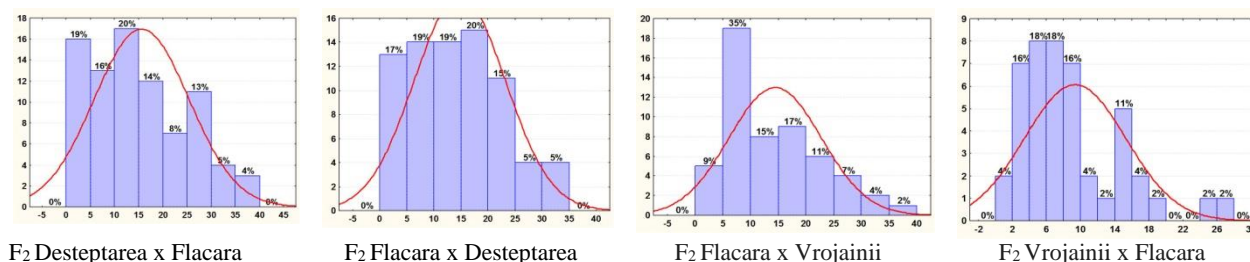 18 16 14 12 10 8 6 4 2 0
0% 19% 16% 20% 14% 8% 13% 5% 4% 0%
-5 0 5 10 15 20 25 30 35 40 45
16 14 12 10 8 6 4 2 0
0% 17% 19% 19% 20% 15% 5% 5% 0%
-5 0 5 10 15 20 25 30 35 40
20 18 16 14 12 10 8 6 4 2 0
0% 9% 35% 15% 17% 11% 7% 4% 2%
-5 0 5 10 15 20 25 30 35 40
9 8 7 6 5 4 3 2 1 0
0% 4% 16% 18% 18% 16% 4% 2% 11% 4% 2% 0% 0% 2% 2% 0%
-2 0 2 4 6 8 10 12 14 16 18 22 26
F₂ Desteptarea x Flacara
F₂ Flacara x Desteptarea
F₂ Flacara x Vrojainii
F₂ Vrojainii x Flacara